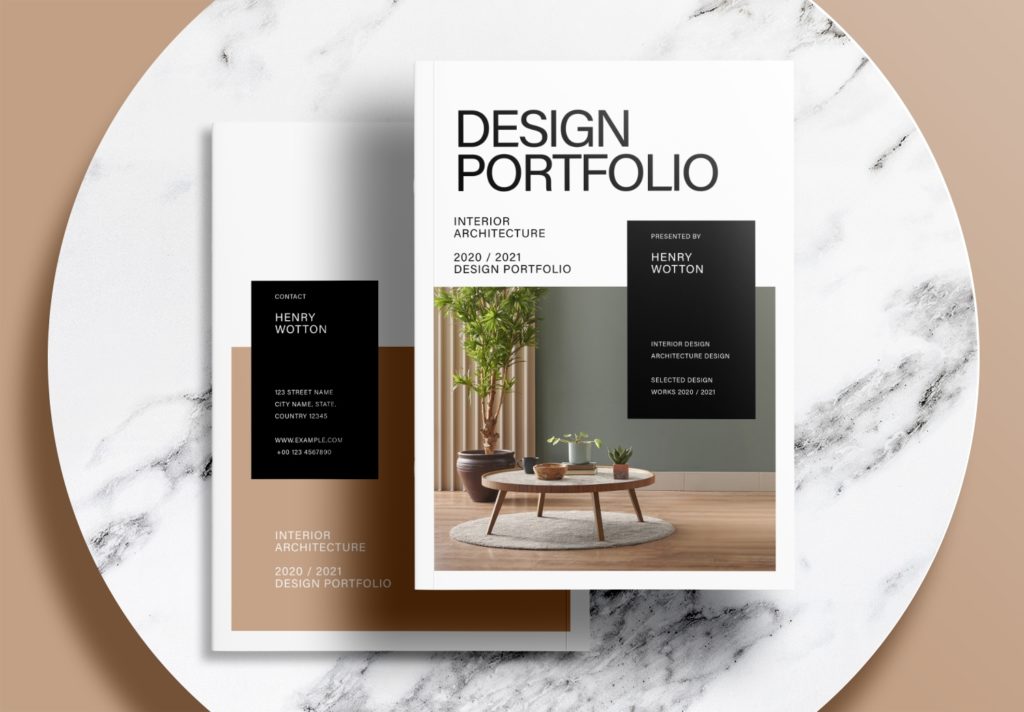 DESIGN
PORTFOLIO
INTERIOR
ARCHITECTURE
2020 / 2021
DESIGN PORTFOLIO
PRESENTED BY
HENRY
WOTTON
INTERIOR DESIGN
ARCHITECTURE DESIGN
SELECTED DESIGN
WORKS 2020 / 2021
CONTACT
HENRY
WOTTON
123 STREET NAME
CITY NAME, STATE,
COUNTRY 12345
WWW.EXAMPLE.COM
+00 123 4567890
INTERIOR
ARCHITECTURE
2020 / 2021
DESIGN PORTFOLIO